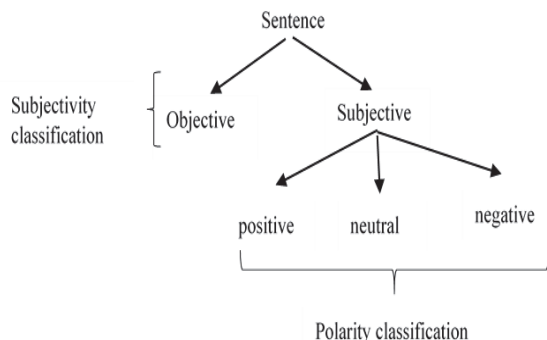 Sentence
Subjectivity
classification
Objective
Subjective
positive
neutral
negative
Polarity classification